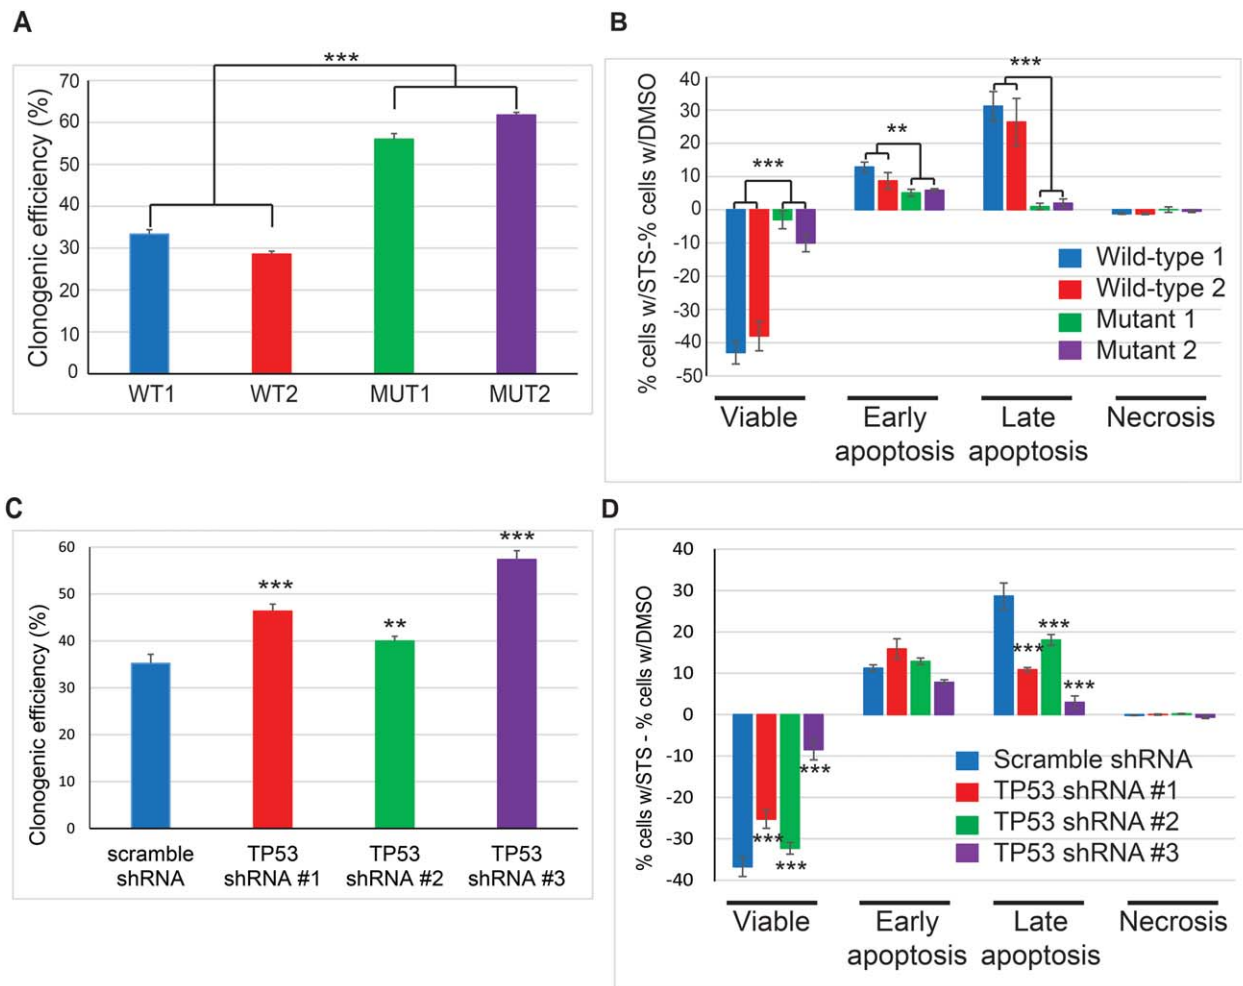 A
Clonogenic efficiency (%)
70
60
50
40
30
20
10
0
***
WT1 WT2 MUT1 MUT2
B
% cells w/STS-% cells w/DMSO
40
30
20
10
0
-10
-20
-30
-40
-50
***
**
***
Wild-type 1
Wild-type 2
Mutant 1
Mutant 2
Viable Early Late Necrosis
apoptosis apoptosis
C
Clonogenic efficiency (%)
60
50
40
30
20
10
0
***
**
***
scramble TP53 TP53 TP53
shRNA shRNA #1 shRNA #2 shRNA #3
D
% cells w/STS - % cells w/DMSO
40
30
20
10
0
-10
-20
-30
-40
***
***
***
***
***
***
Scramble shRNA
TP53 shRNA #1
TP53 shRNA #2
TP53 shRNA #3
Viable Early Late Necrosis
apoptosis apoptosis